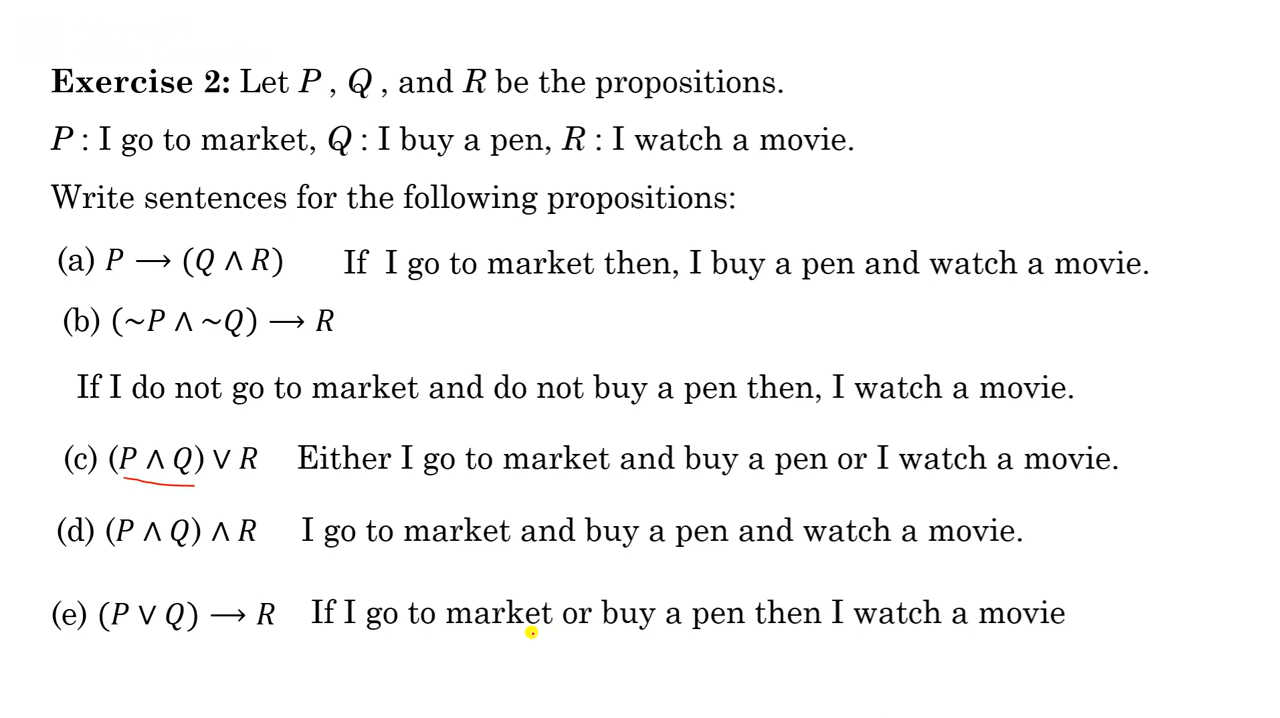 Exercise 2: Let P , Q , and R be the propositions.
P : I go to market, Q : I buy a pen, R : I watch a movie.
Write sentences for the following propositions:
(a) P ⟶ (Q ∧ R) If I go to market then, I buy a pen and watch a movie.
(b) (~P ∧ ~Q) ⟶ R
If I do not go to market and do not buy a pen then, I watch a movie.
(c) (P ∧ Q) ∨ R Either I go to market and buy a pen or I watch a movie.
(d) (P ∧ Q) ∧ R I go to market and buy a pen and watch a movie.
(e) (P ∨ Q) ⟶ R If I go to market or buy a pen then I watch a movie